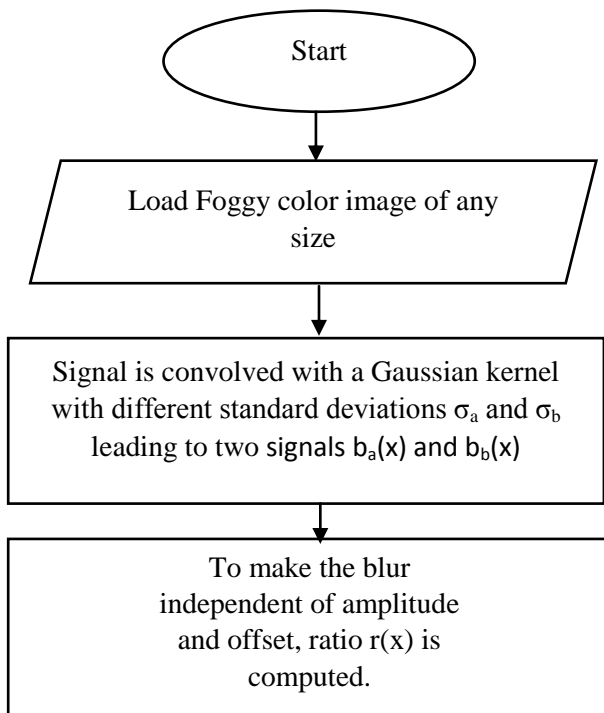 Start
Load Foggy color image of any
size
Signal is convolved with a Gaussian kernel
with different standard deviations σₐ and σ_b
leading to two signals bₐ(x) and b_b(x)
To make the blur
independent of amplitude
and offset, ratio r(x) is
computed.